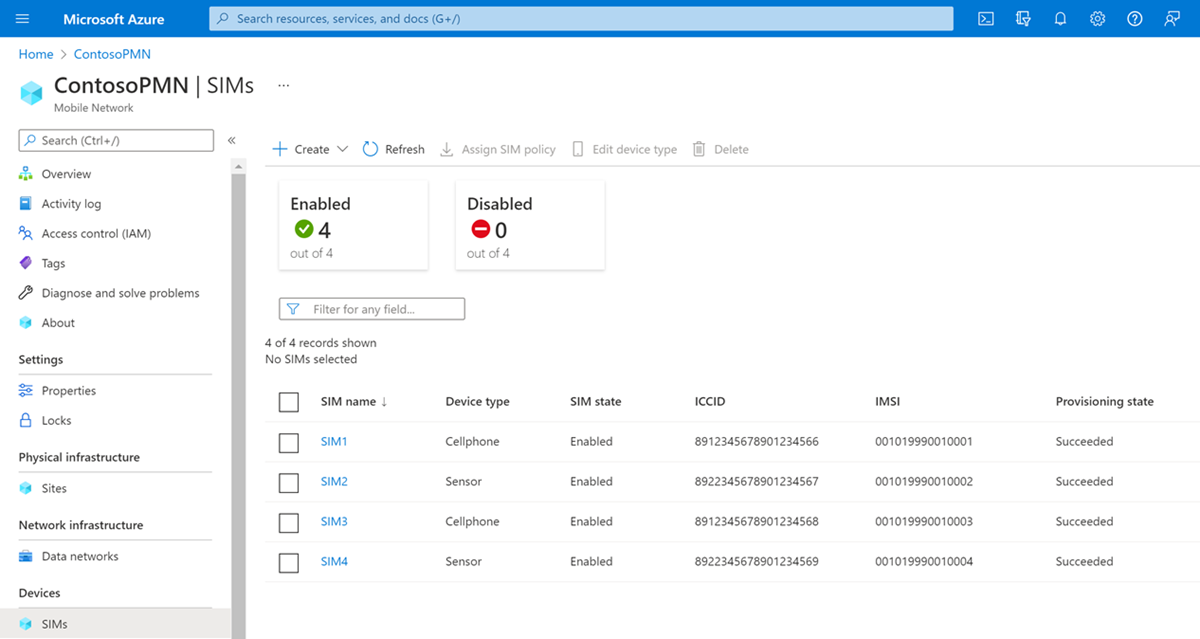 Microsoft Azure
Search resources, services, and docs (G+/)
Home > ContosoPMN
ContosoPMN | SIMs ...
Mobile Network
Search (Ctrl+/)
«
Overview
Activity log
Access control (IAM)
Tags
Diagnose and solve problems
About
Settings
Properties
Locks
Physical infrastructure
Sites
Network infrastructure
Data networks
Devices
SIMs
Create Refresh Assign SIM policy Edit device type Delete
Enabled
4
out of 4
Disabled
0
out of 4
Filter for any field...
4 of 4 records shown
No SIMs selected
SIM name ↓ Device type SIM state ICCID IMSI Provisioning state
SIM1 Cellphone Enabled 8912345678901234566 001019990010001 Succeeded
SIM2 Sensor Enabled 8922345678901234567 001019990010002 Succeeded
SIM3 Cellphone Enabled 8912345678901234568 001019990010003 Succeeded
SIM4 Sensor Enabled 8922345678901234569 001019990010004 Succeeded